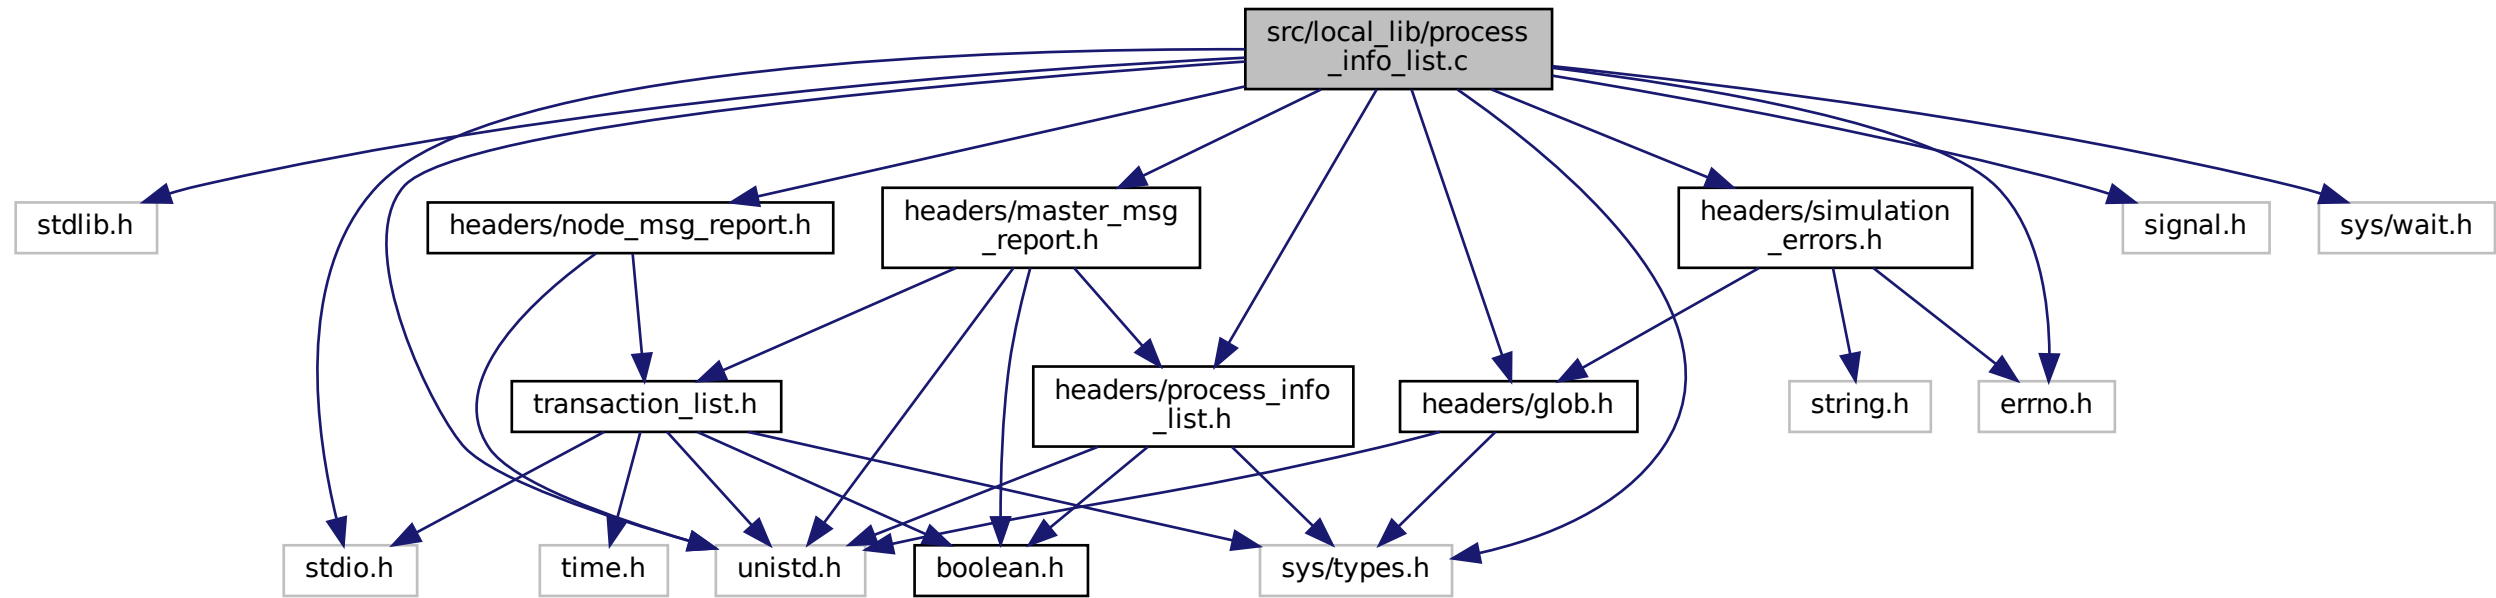 src/local_lib/process
_info_list.c
stdlib.h
headers/node_msg_report.h
headers/master_msg
_report.h
headers/simulation
_errors.h
signal.h
sys/wait.h
transaction_list.h
headers/process_info
_list.h
headers/glob.h
string.h
errno.h
stdio.h
time.h
unistd.h
boolean.h
sys/types.h